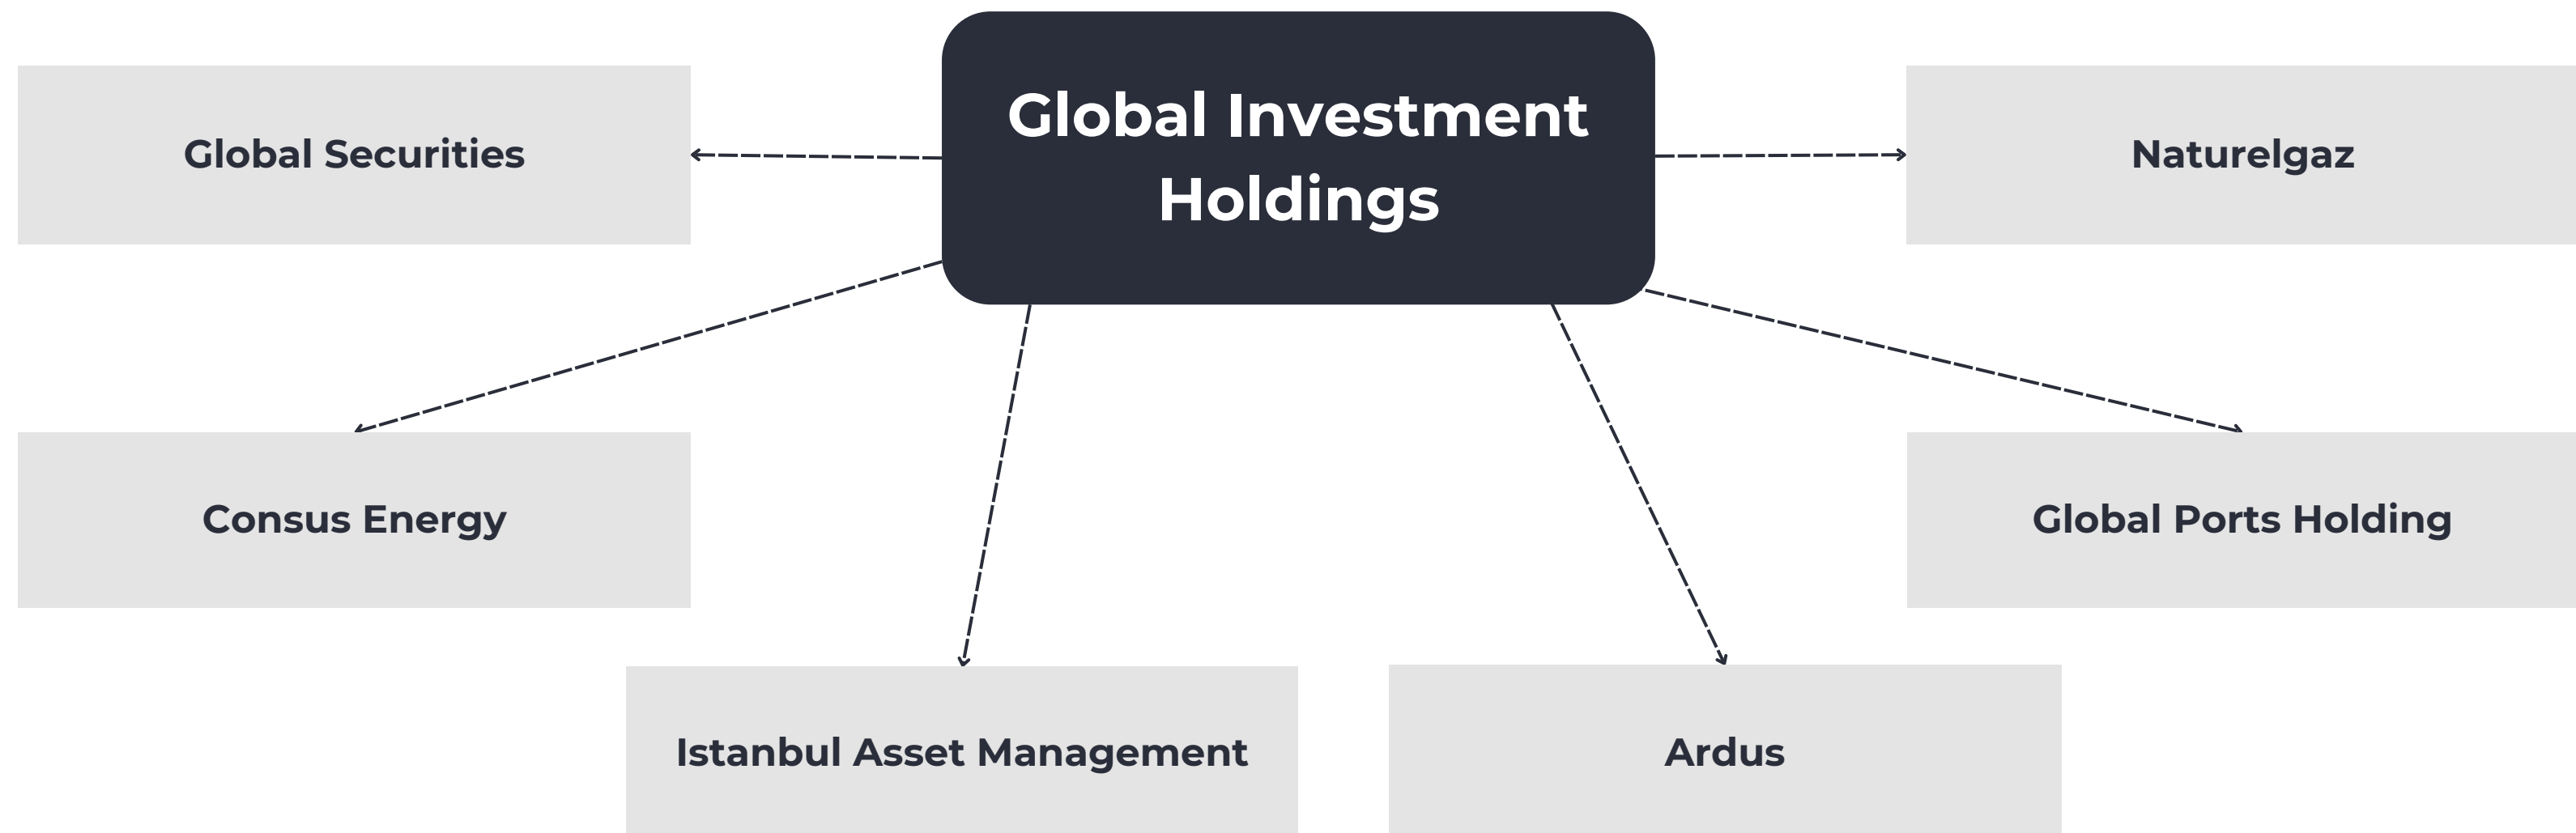 Global Investment
Holdings
Global Securities
Naturelgaz
Consus Energy
Global Ports Holding
Istanbul Asset Management
Ardus